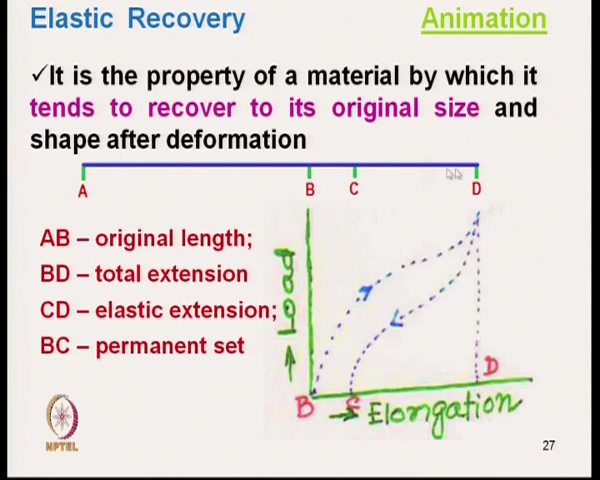 Elastic Recovery Animation
✓It is the property of a material by which it
tends to recover to its original size and
shape after deformation
A B C D
AB – original length;
BD – total extension
CD – elastic extension;
BC – permanent set
→ Load
D
B C → Elongation
NPTEL
27